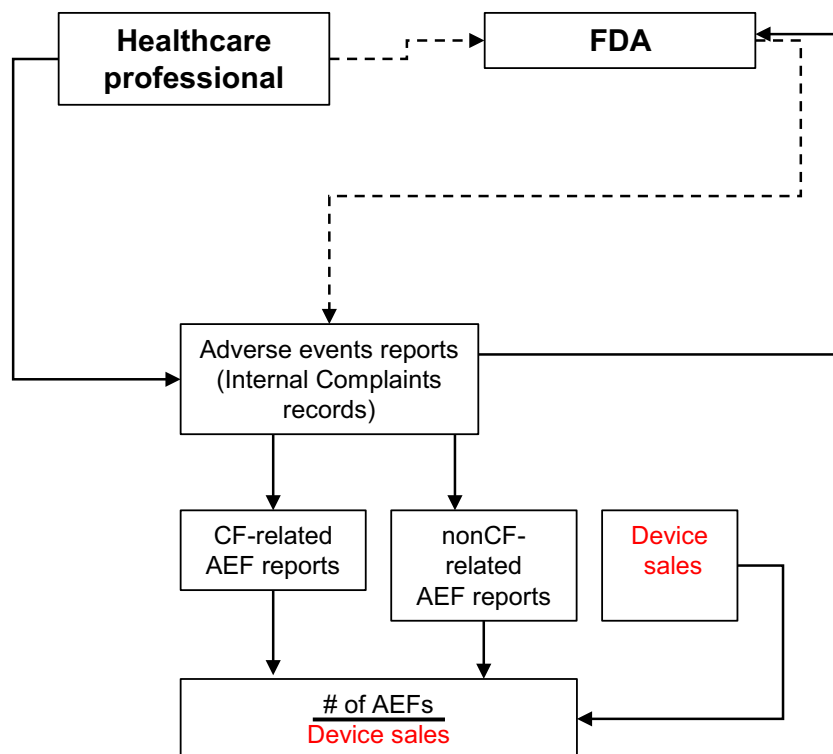 Healthcare
professional
FDA
Adverse events reports
(Internal Complaints
records)
CF-related
AEF reports
nonCF-
related
AEF reports
Device
sales
# of AEFs
Device sales